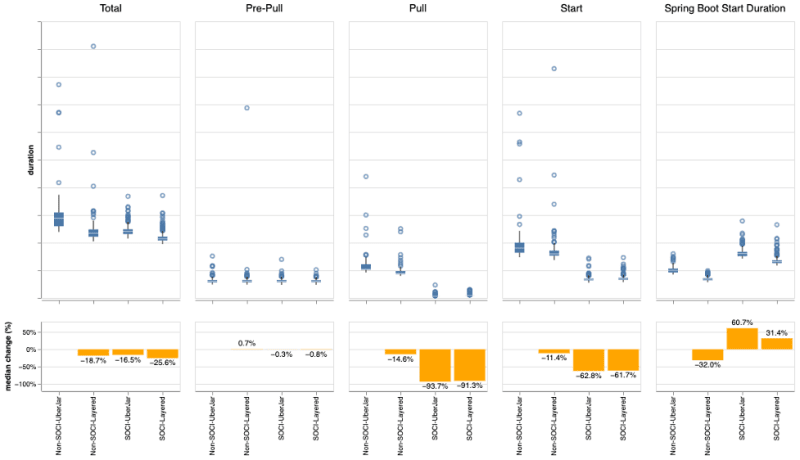 Total
Pre-Pull
Pull
Start
Spring Boot Start Duration
duration
median change (%)
50%
0%
−50%
−100%
−18.7%
−16.5%
−25.6%
0.7%
−0.3%
−0.8%
−14.6%
−93.7%
−91.3%
−11.4%
−62.8%
−61.7%
−32.0%
60.7%
31.4%
Non-SOCI-UberJar
Non-SOCI-Layered
SOCI-UberJar
SOCI-Layered
Non-SOCI-UberJar
Non-SOCI-Layered
SOCI-UberJar
SOCI-Layered
Non-SOCI-UberJar
Non-SOCI-Layered
SOCI-UberJar
SOCI-Layered
Non-SOCI-UberJar
Non-SOCI-Layered
SOCI-UberJar
SOCI-Layered
Non-SOCI-UberJar
Non-SOCI-Layered
SOCI-UberJar
SOCI-Layered